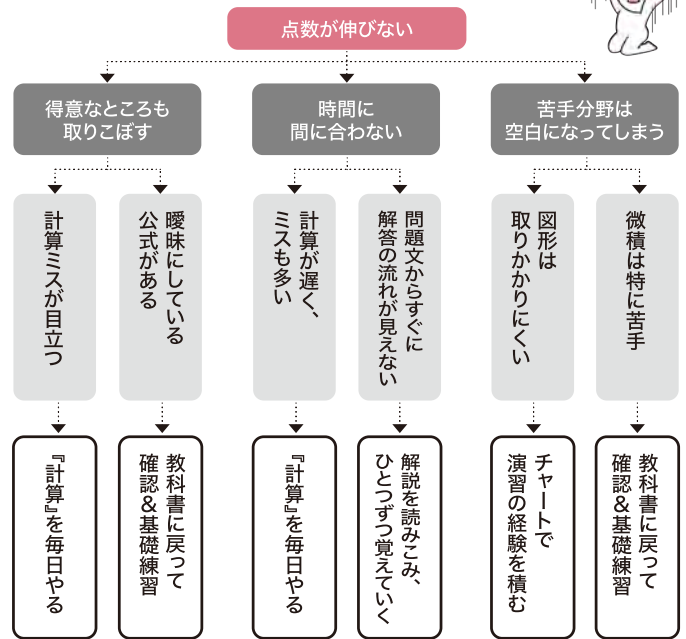 点数が伸びない
得意なところも
取りこぼす
時間に
間に合わない
苦手分野は
空白になってしまう
計算ミスが目立つ
曖昧にしている
公式がある
計算が遅く、
ミスも多い
問題文からすぐに
解答の流れが見えない
図形は
取りかかりにくい
微積は特に苦手
『計算』を毎日やる
教科書に戻って
確認＆基礎練習
『計算』を毎日やる
解説を読みこみ、
ひとつずつ覚えていく
チャートで
演習の経験を積む
教科書に戻って
確認＆基礎練習